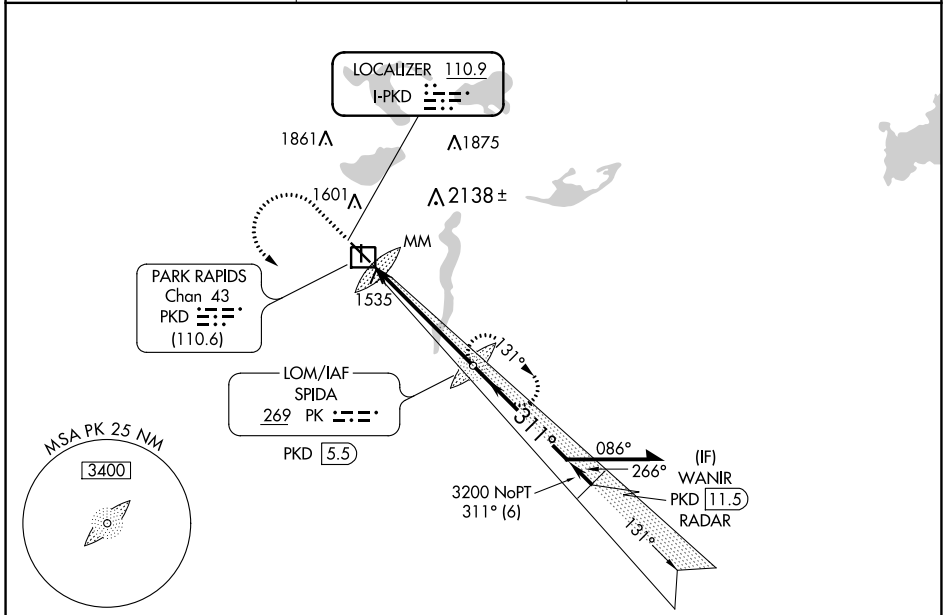 LOCALIZER 110.9
I-PKD
1861
1875
1601
2138 ±
MM
PARK RAPIDS
Chan 43
PKD
(110.6)
1535
LOM/IAF
SPIDA
269 PK
PKD 5.5
131°
311°
086°
266°
(IF)
WANIR
PKD 11.5
RADAR
3200 NoPT
311° (6)
131°
MSA PK 25 NM
3400